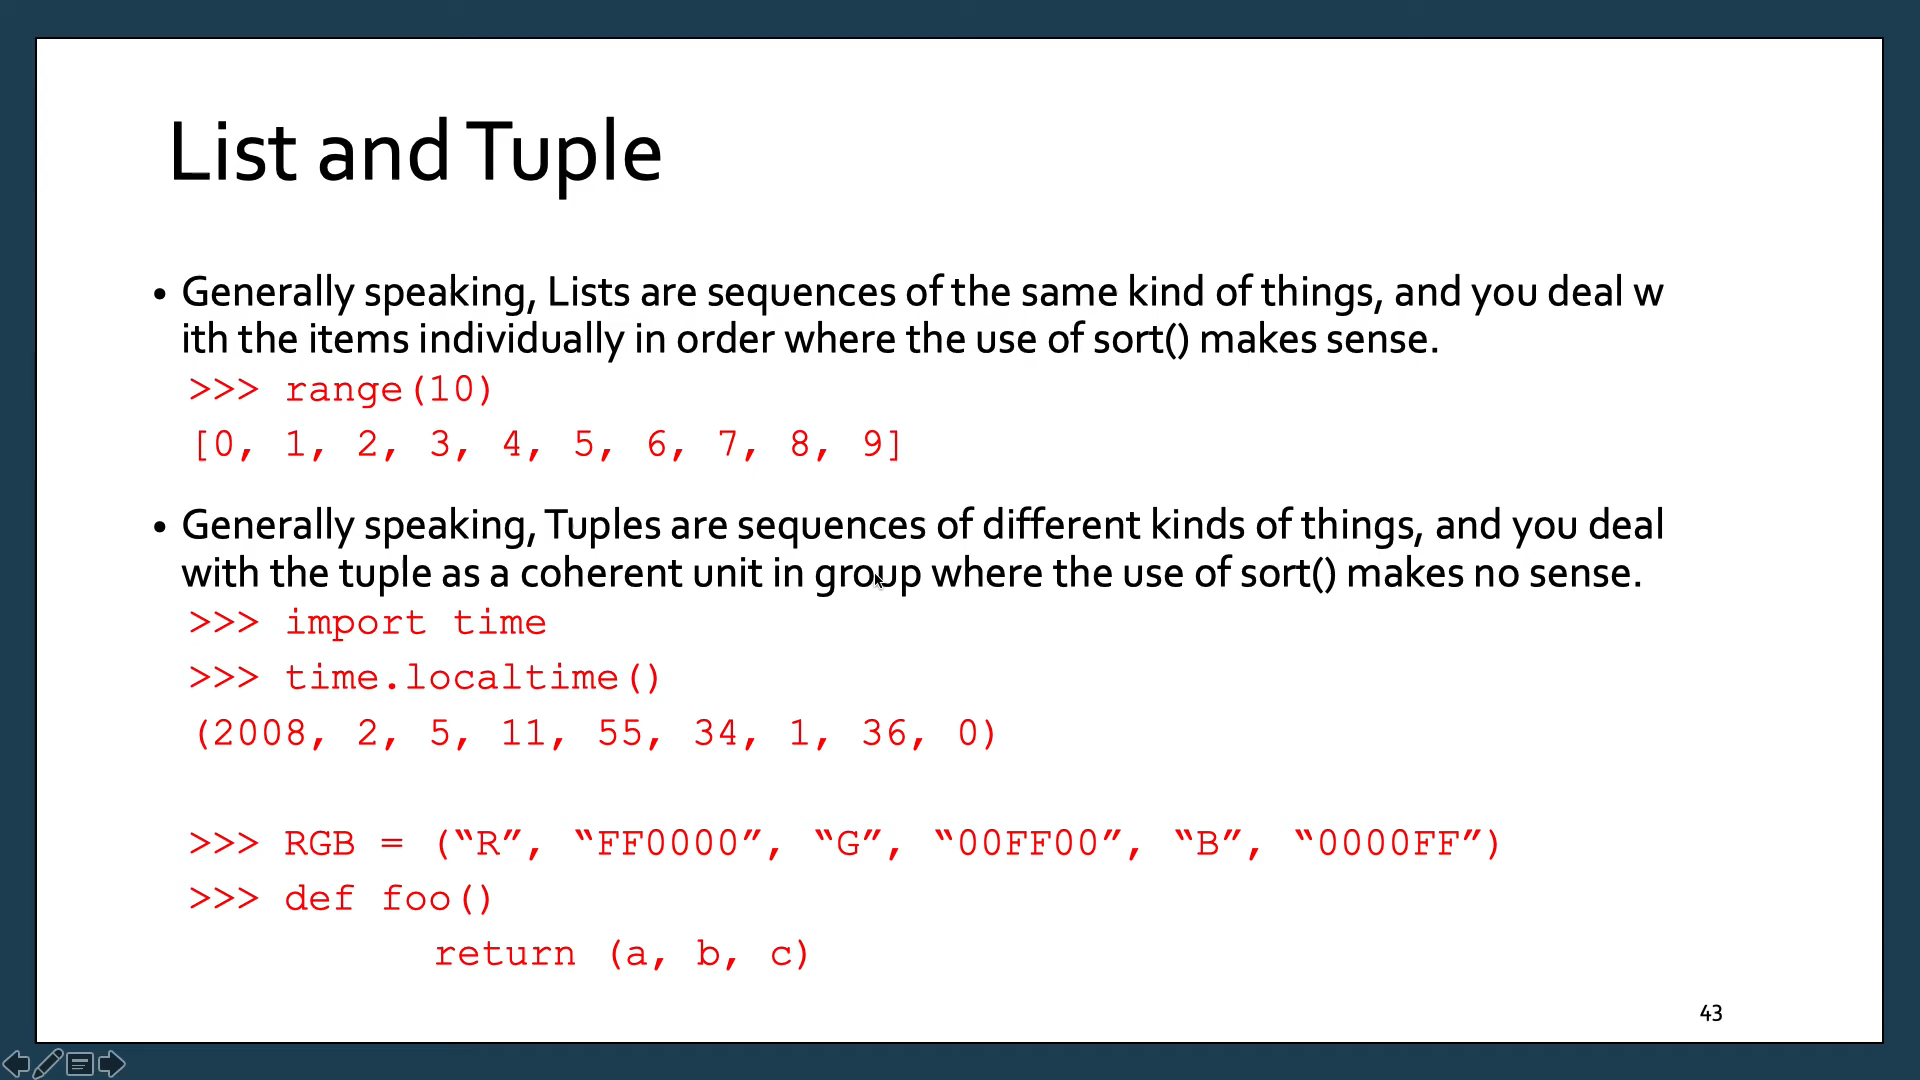 List and Tuple
• Generally speaking, Lists are sequences of the same kind of things, and you deal w
ith the items individually in order where the use of sort() makes sense.
>>> range(10)
[0, 1, 2, 3, 4, 5, 6, 7, 8, 9]
• Generally speaking, Tuples are sequences of different kinds of things, and you deal
with the tuple as a coherent unit in group where the use of sort() makes no sense.
>>> import time
>>> time.localtime()
(2008, 2, 5, 11, 55, 34, 1, 36, 0)
>>> RGB = (“R”, “FF0000”, “G”, “00FF00”, “B”, “0000FF”)
>>> def foo()
return (a, b, c)
43